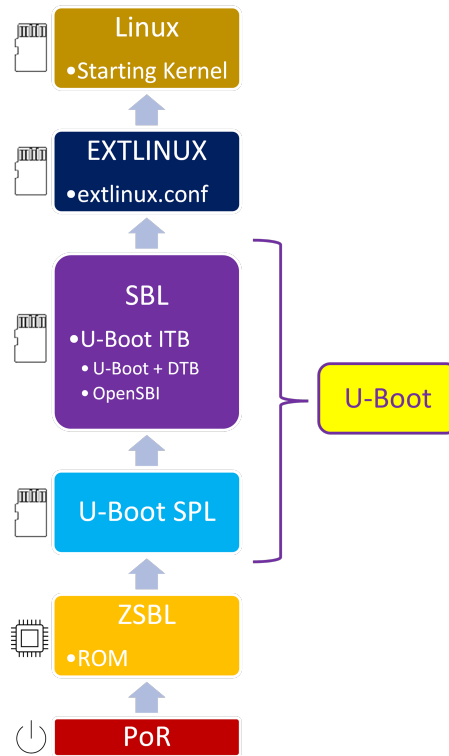 Linux
•Starting Kernel
EXTLINUX
•extlinux.conf
SBL
•U-Boot ITB
• U-Boot + DTB
• OpenSBI
U-Boot
U-Boot SPL
ZSBL
•ROM
PoR